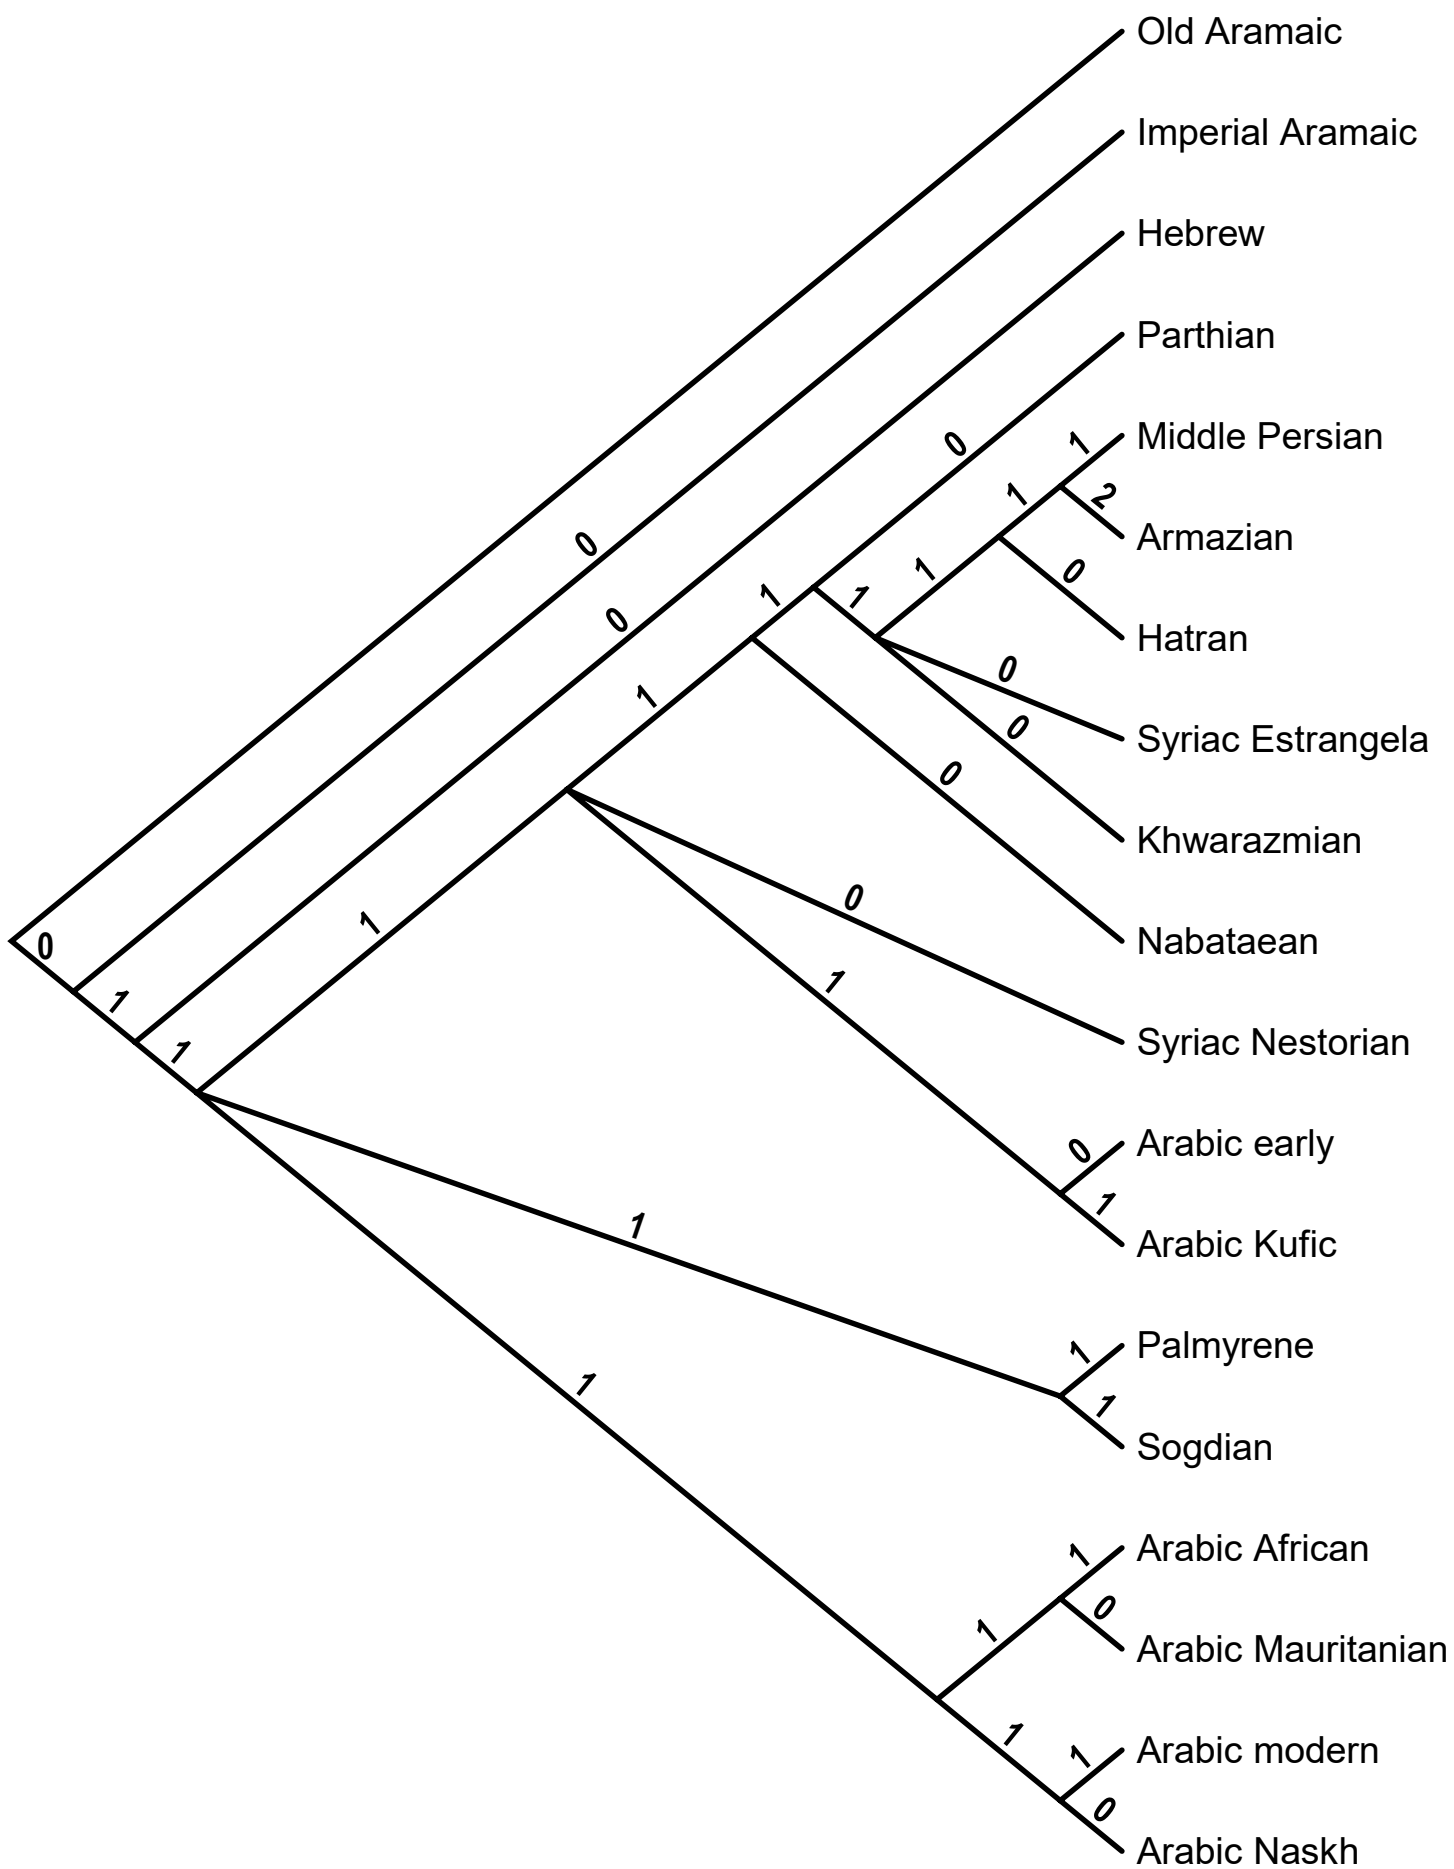 Old Aramaic
Imperial Aramaic
Hebrew
Parthian
0
1
Middle Persian
1
2
Armazian
0
1
0
1
1
0
Hatran
0
1
0
Syriac Estrangela
0
0
Khwarazmian
1
0
0
Nabataean
1
1
1
Syriac Nestorian
0
Arabic early
1
1
Arabic Kufic
1
Palmyrene
1
1
Sogdian
1
Arabic African
0
1
Arabic Mauritanian
1
1
Arabic modern
0
Arabic Naskh